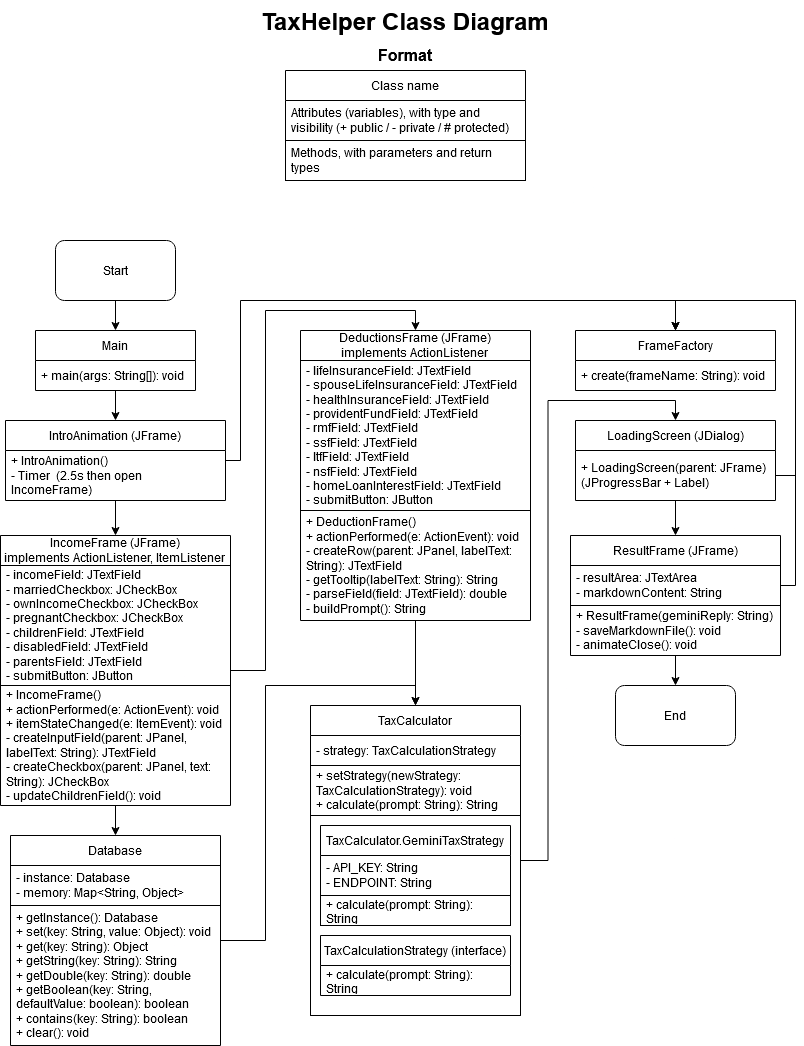 TaxHelper Class Diagram
Format
Class name
Attributes (variables), with type and
visibility (+ public / - private / # protected)
Methods, with parameters and return
types
Start
Main
+ main(args: String[]): void
IntroAnimation (JFrame)
+ IntroAnimation()
- Timer  (2.5s then open
IncomeFrame)
IncomeFrame (JFrame)
implements ActionListener, ItemListener
- incomeField: JTextField
- marriedCheckbox: JCheckBox
- ownIncomeCheckbox: JCheckBox
- pregnantCheckbox: JCheckBox
- childrenField: JTextField
- disabledField: JTextField
- parentsField: JTextField
- submitButton: JButton
+ IncomeFrame()
+ actionPerformed(e: ActionEvent): void
+ itemStateChanged(e: ItemEvent): void
- createInputField(parent: JPanel,
labelText: String): JTextField
- createCheckbox(parent: JPanel, text:
String): JCheckBox
- updateChildrenField(): void
Database
- instance: Database
- memory: Map<String, Object>
+ getInstance(): Database
+ set(key: String, value: Object): void
+ get(key: String): Object
+ getString(key: String): String
+ getDouble(key: String): double
+ getBoolean(key: String,
defaultValue: boolean): boolean
+ contains(key: String): boolean
+ clear(): void
DeductionsFrame (JFrame)
implements ActionListener
- lifeInsuranceField: JTextField
- spouseLifeInsuranceField: JTextField
- healthInsuranceField: JTextField
- providentFundField: JTextField
- rmfField: JTextField
- ssfField: JTextField
- ltfField: JTextField
- nsfField: JTextField
- homeLoanInterestField: JTextField
- submitButton: JButton
+ DeductionFrame()
+ actionPerformed(e: ActionEvent): void
- createRow(parent: JPanel, labelText:
String): JTextField
- getTooltip(labelText: String): String
- parseField(field: JTextField): double
- buildPrompt(): String
TaxCalculator
- strategy: TaxCalculationStrategy
+ setStrategy(newStrategy:
TaxCalculationStrategy): void
+ calculate(prompt: String): String
TaxCalculator.GeminiTaxStrategy
- API_KEY: String
- ENDPOINT: String
+ calculate(prompt: String):
String
TaxCalculationStrategy (interface)
+ calculate(prompt: String):
String
FrameFactory
+ create(frameName: String): void
LoadingScreen (JDialog)
+ LoadingScreen(parent: JFrame)
(JProgressBar + Label)
ResultFrame (JFrame)
- resultArea: JTextArea
- markdownContent: String
+ ResultFrame(geminiReply: String)
- saveMarkdownFile(): void
- animateClose(): void
End